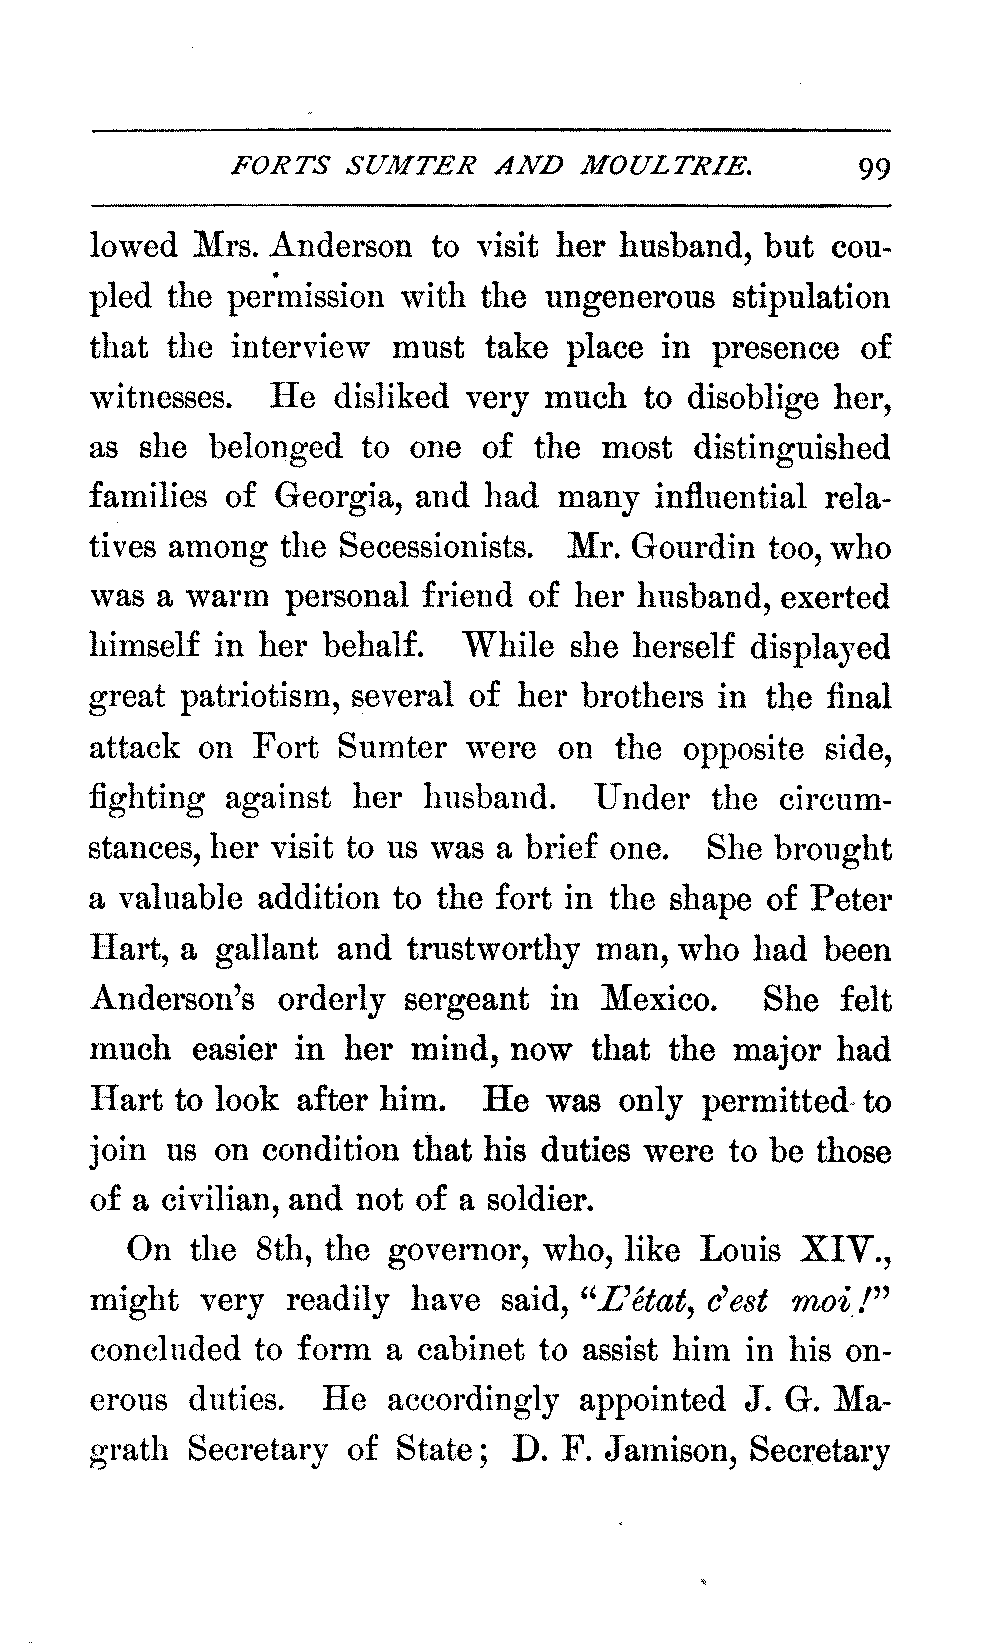 FORTS SUMTER AND MOULTRIE. 99
lowed Mrs. Anderson to visit her husband, but cou-
pled the permission with the ungenerous stipulation
that the interview must take place in presence of
witnesses. He disliked very much to disoblige her,
as she belonged to one of the most distinguished
families of Georgia, and had many influential rela-
tives among the Secessionists. Mr. Gourdin too, who
was a warm personal friend of her husband, exerted
himself in her behalf. While she herself displayed
great patriotism, several of her brothers in the final
attack on Fort Sumter were on the opposite side,
fighting against her husband. Under the circum-
stances, her visit to us was a brief one. She brought
a valuable addition to the fort in the shape of Peter
Hart, a gallant and trustworthy man, who had been
Anderson's orderly sergeant in Mexico. She felt
much easier in her mind, now that the major had
Hart to look after him. He was only permitted to
join us on condition that his duties were to be those
of a civilian, and not of a soldier.
On the 8th, the governor, who, like Louis XIV.,
might very readily have said, “L'état, c'est moi!”
concluded to form a cabinet to assist him in his on-
erous duties. He accordingly appointed J. G. Ma-
grath Secretary of State; D. F. Jamison, Secretary